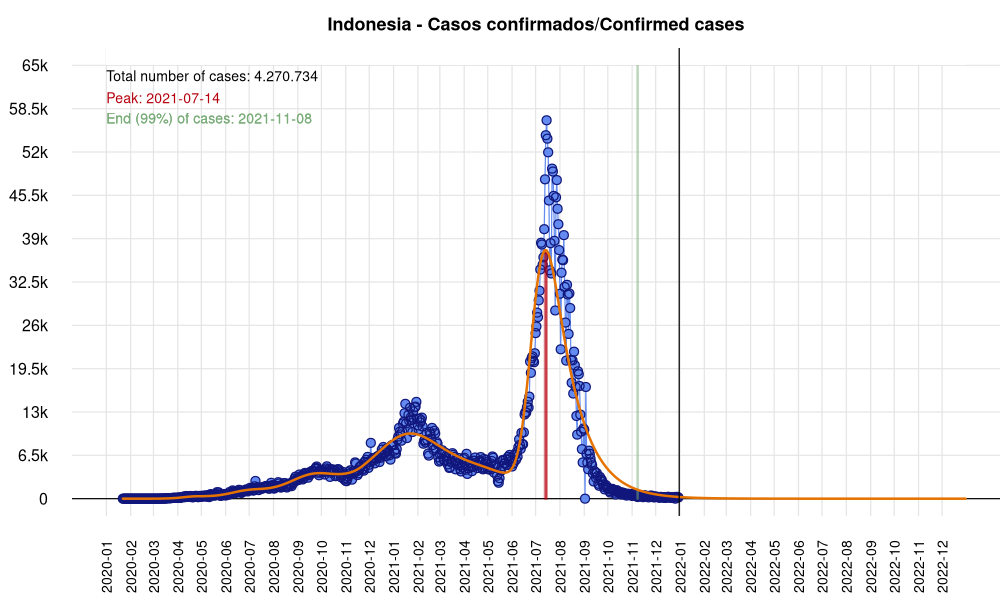 Indonesia - Casos confirmados/Confirmed cases
65k
58.5k
52k
45.5k
39k
32.5k
26k
19.5k
13k
6.5k
0
Total number of cases: 4.270.734
Peak: 2021-07-14
End (99%) of cases: 2021-11-08
2020-01
2020-02
2020-03
2020-04
2020-05
2020-06
2020-07
2020-08
2020-09
2020-10
2020-11
2020-12
2021-01
2021-02
2021-03
2021-04
2021-05
2021-06
2021-07
2021-08
2021-09
2021-10
2021-11
2021-12
2022-01
2022-02
2022-03
2022-04
2022-05
2022-06
2022-07
2022-08
2022-09
2022-10
2022-11
2022-12